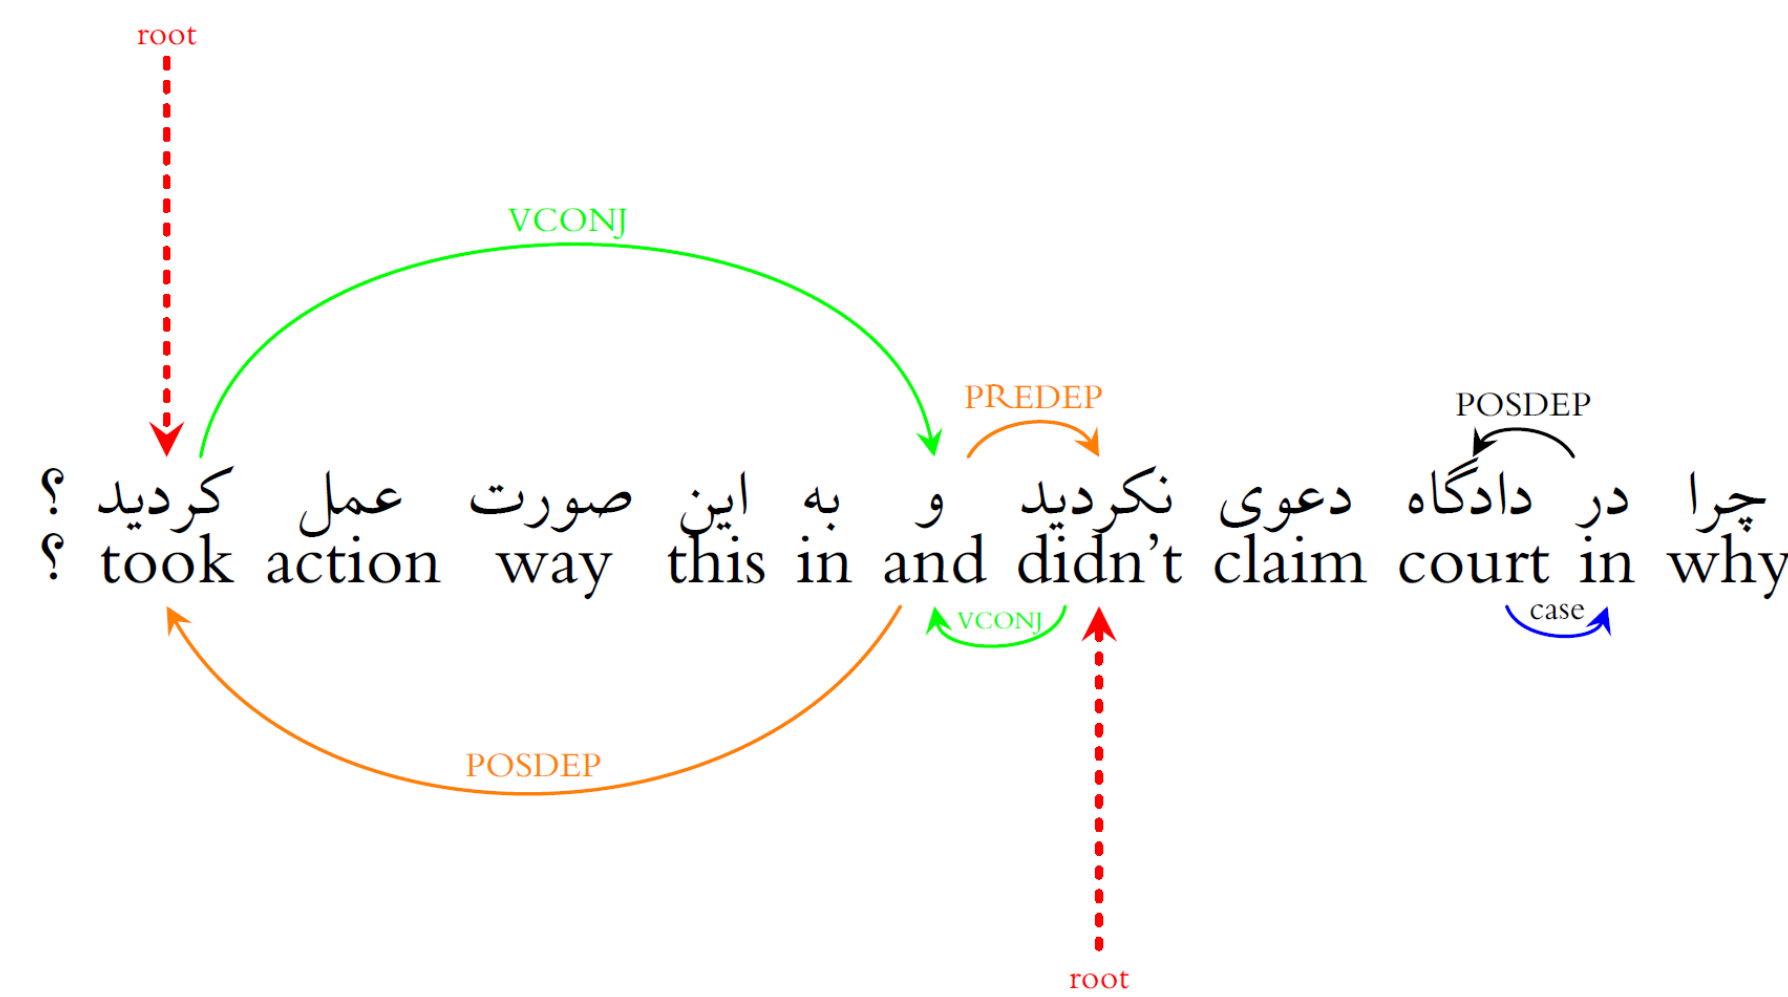 root
VCONJ
PREDEP
POSDEP
چرا در دادگاه دعوی نکردید و به این صورت عمل کردید ؟
؟ took action way this in and didn't claim court in why
case
VCONJ
POSDEP
root